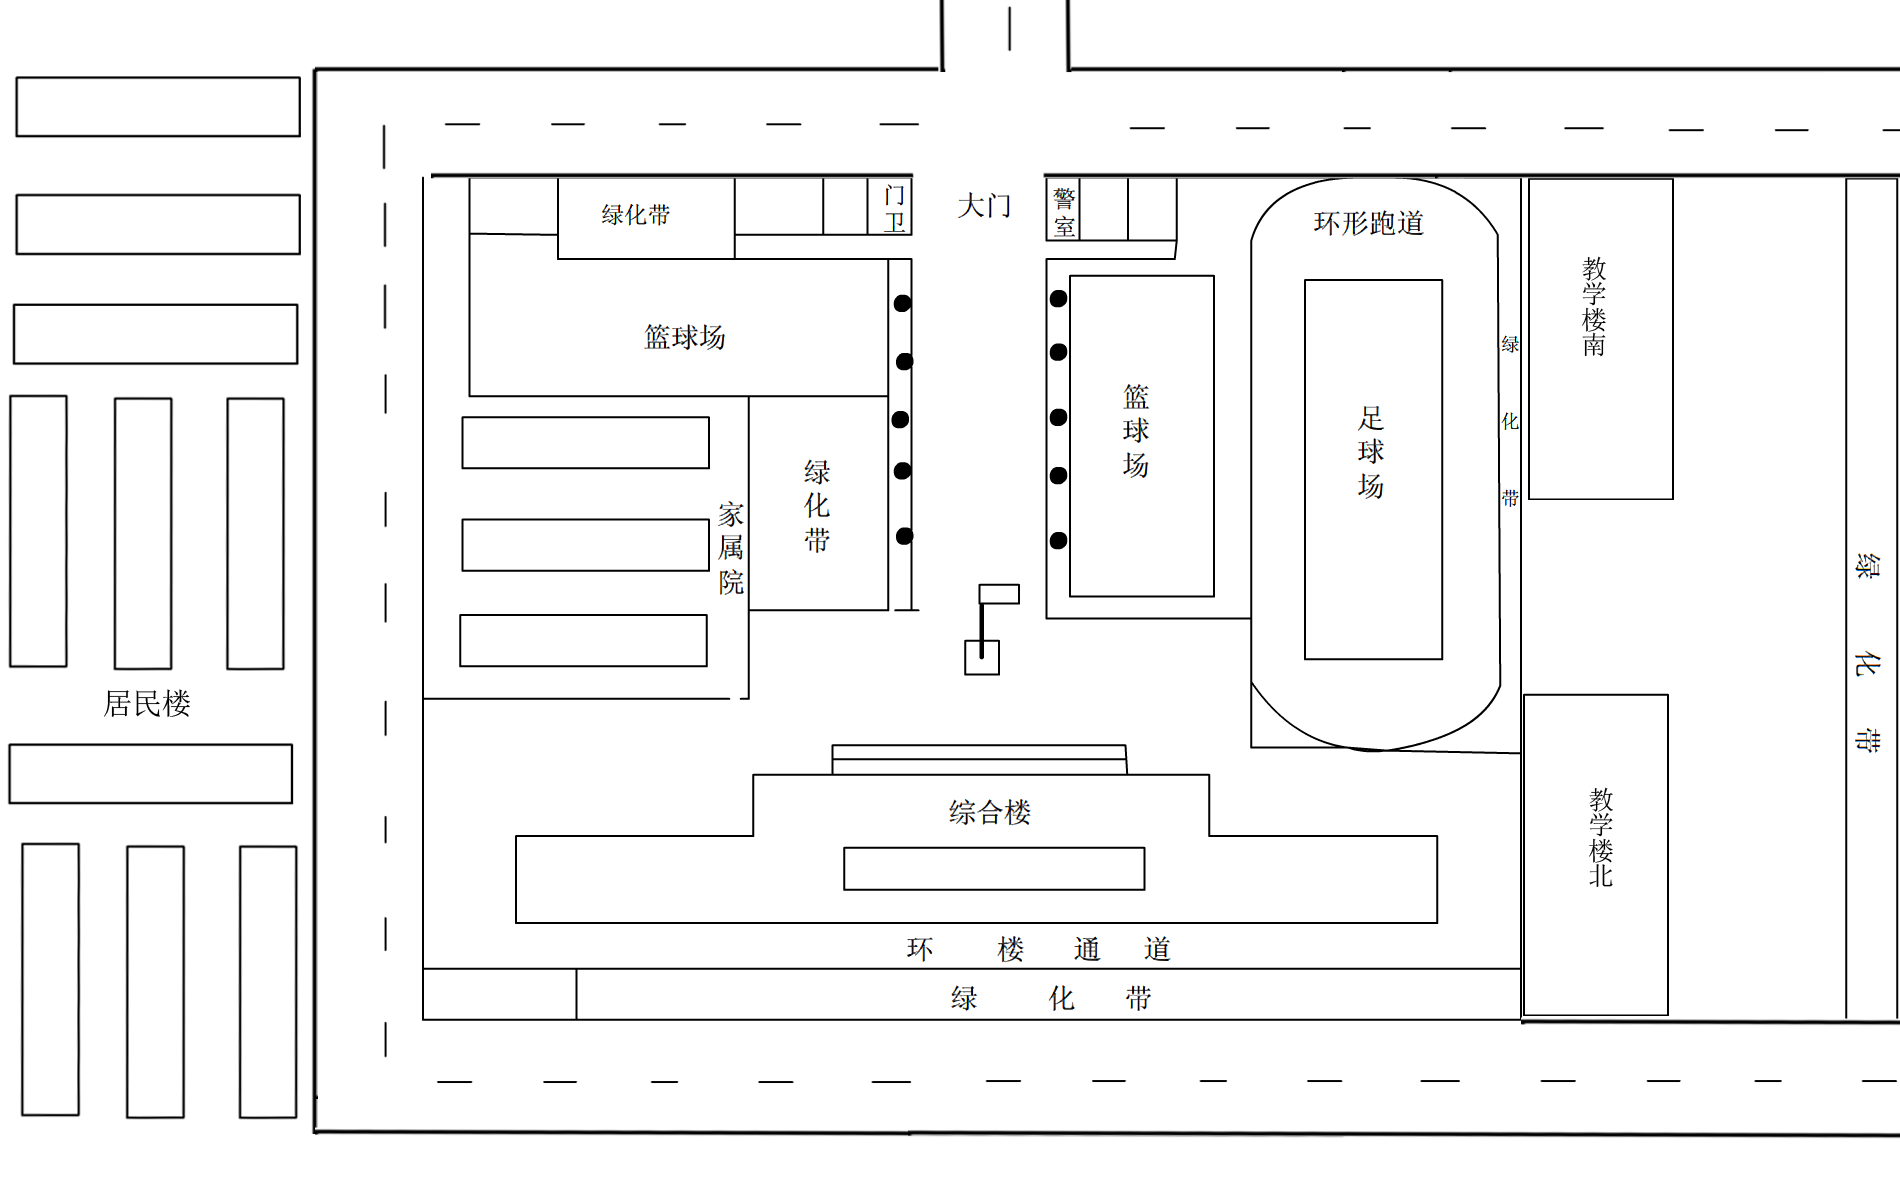 绿化带
门卫
大门
警室
环形跑道
教学楼南
篮球场
绿化带
篮球场
足球场
绿化带
家属院
绿化带
居民楼
综合楼
教学楼北
环楼通道
绿化带